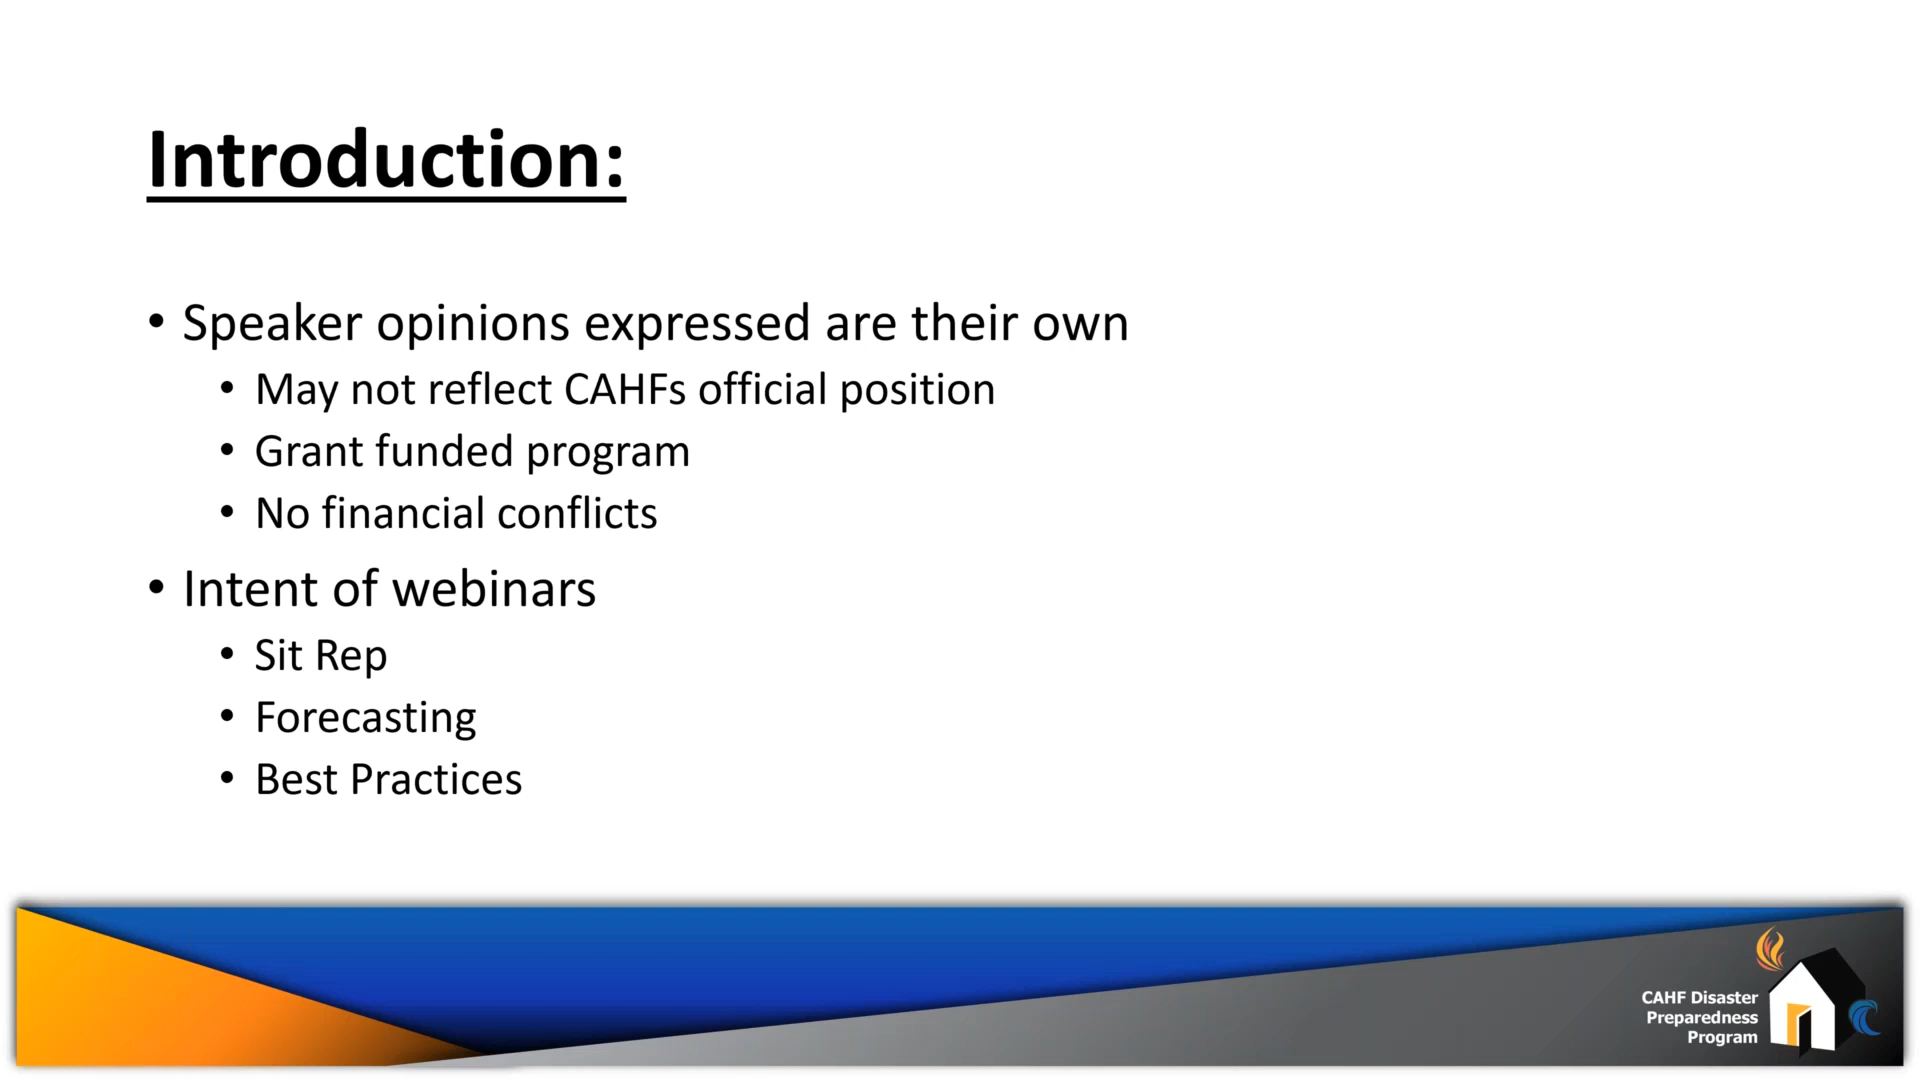 Introduction:
• Speaker opinions expressed are their own
• May not reflect CAHFs official position
• Grant funded program
• No financial conflicts
• Intent of webinars
• Sit Rep
• Forecasting
• Best Practices
CAHF Disaster
Preparedness
Program